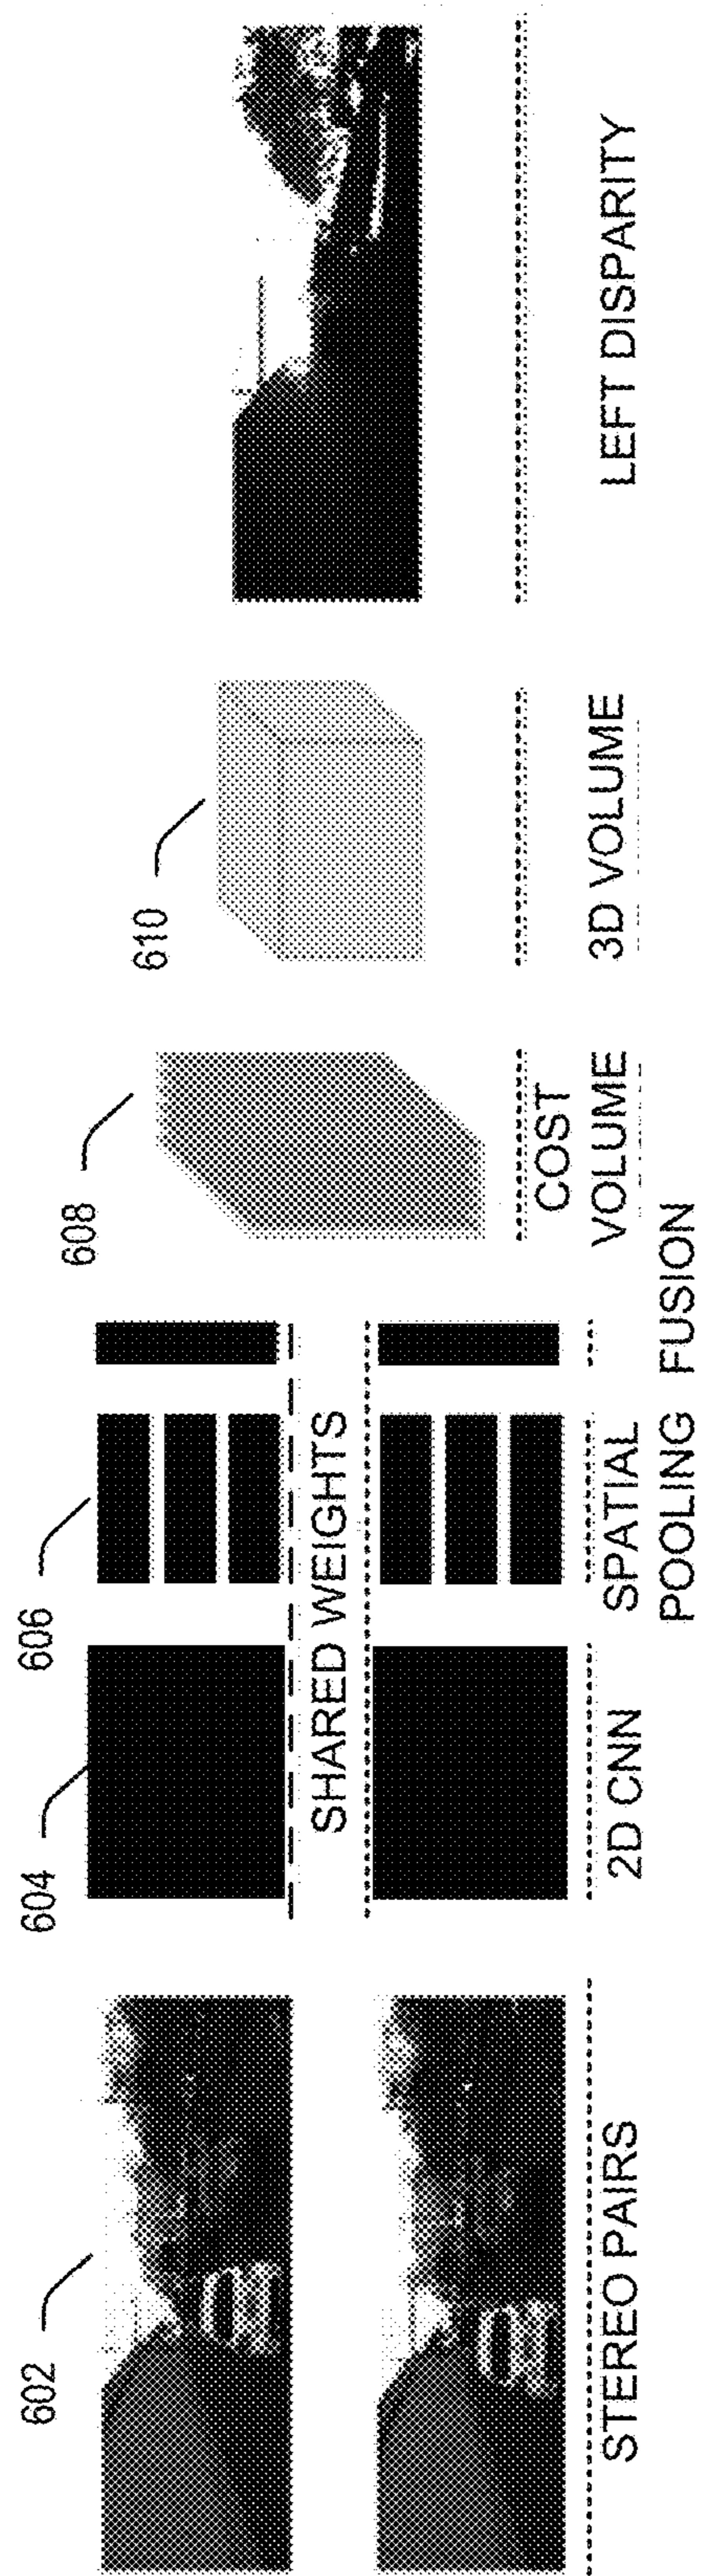 602
604
606
608
610
SHARED WEIGHTS
STEREO PAIRS
2D CNN
SPATIAL
POOLING
FUSION
COST
VOLUME
3D VOLUME
LEFT DISPARITY